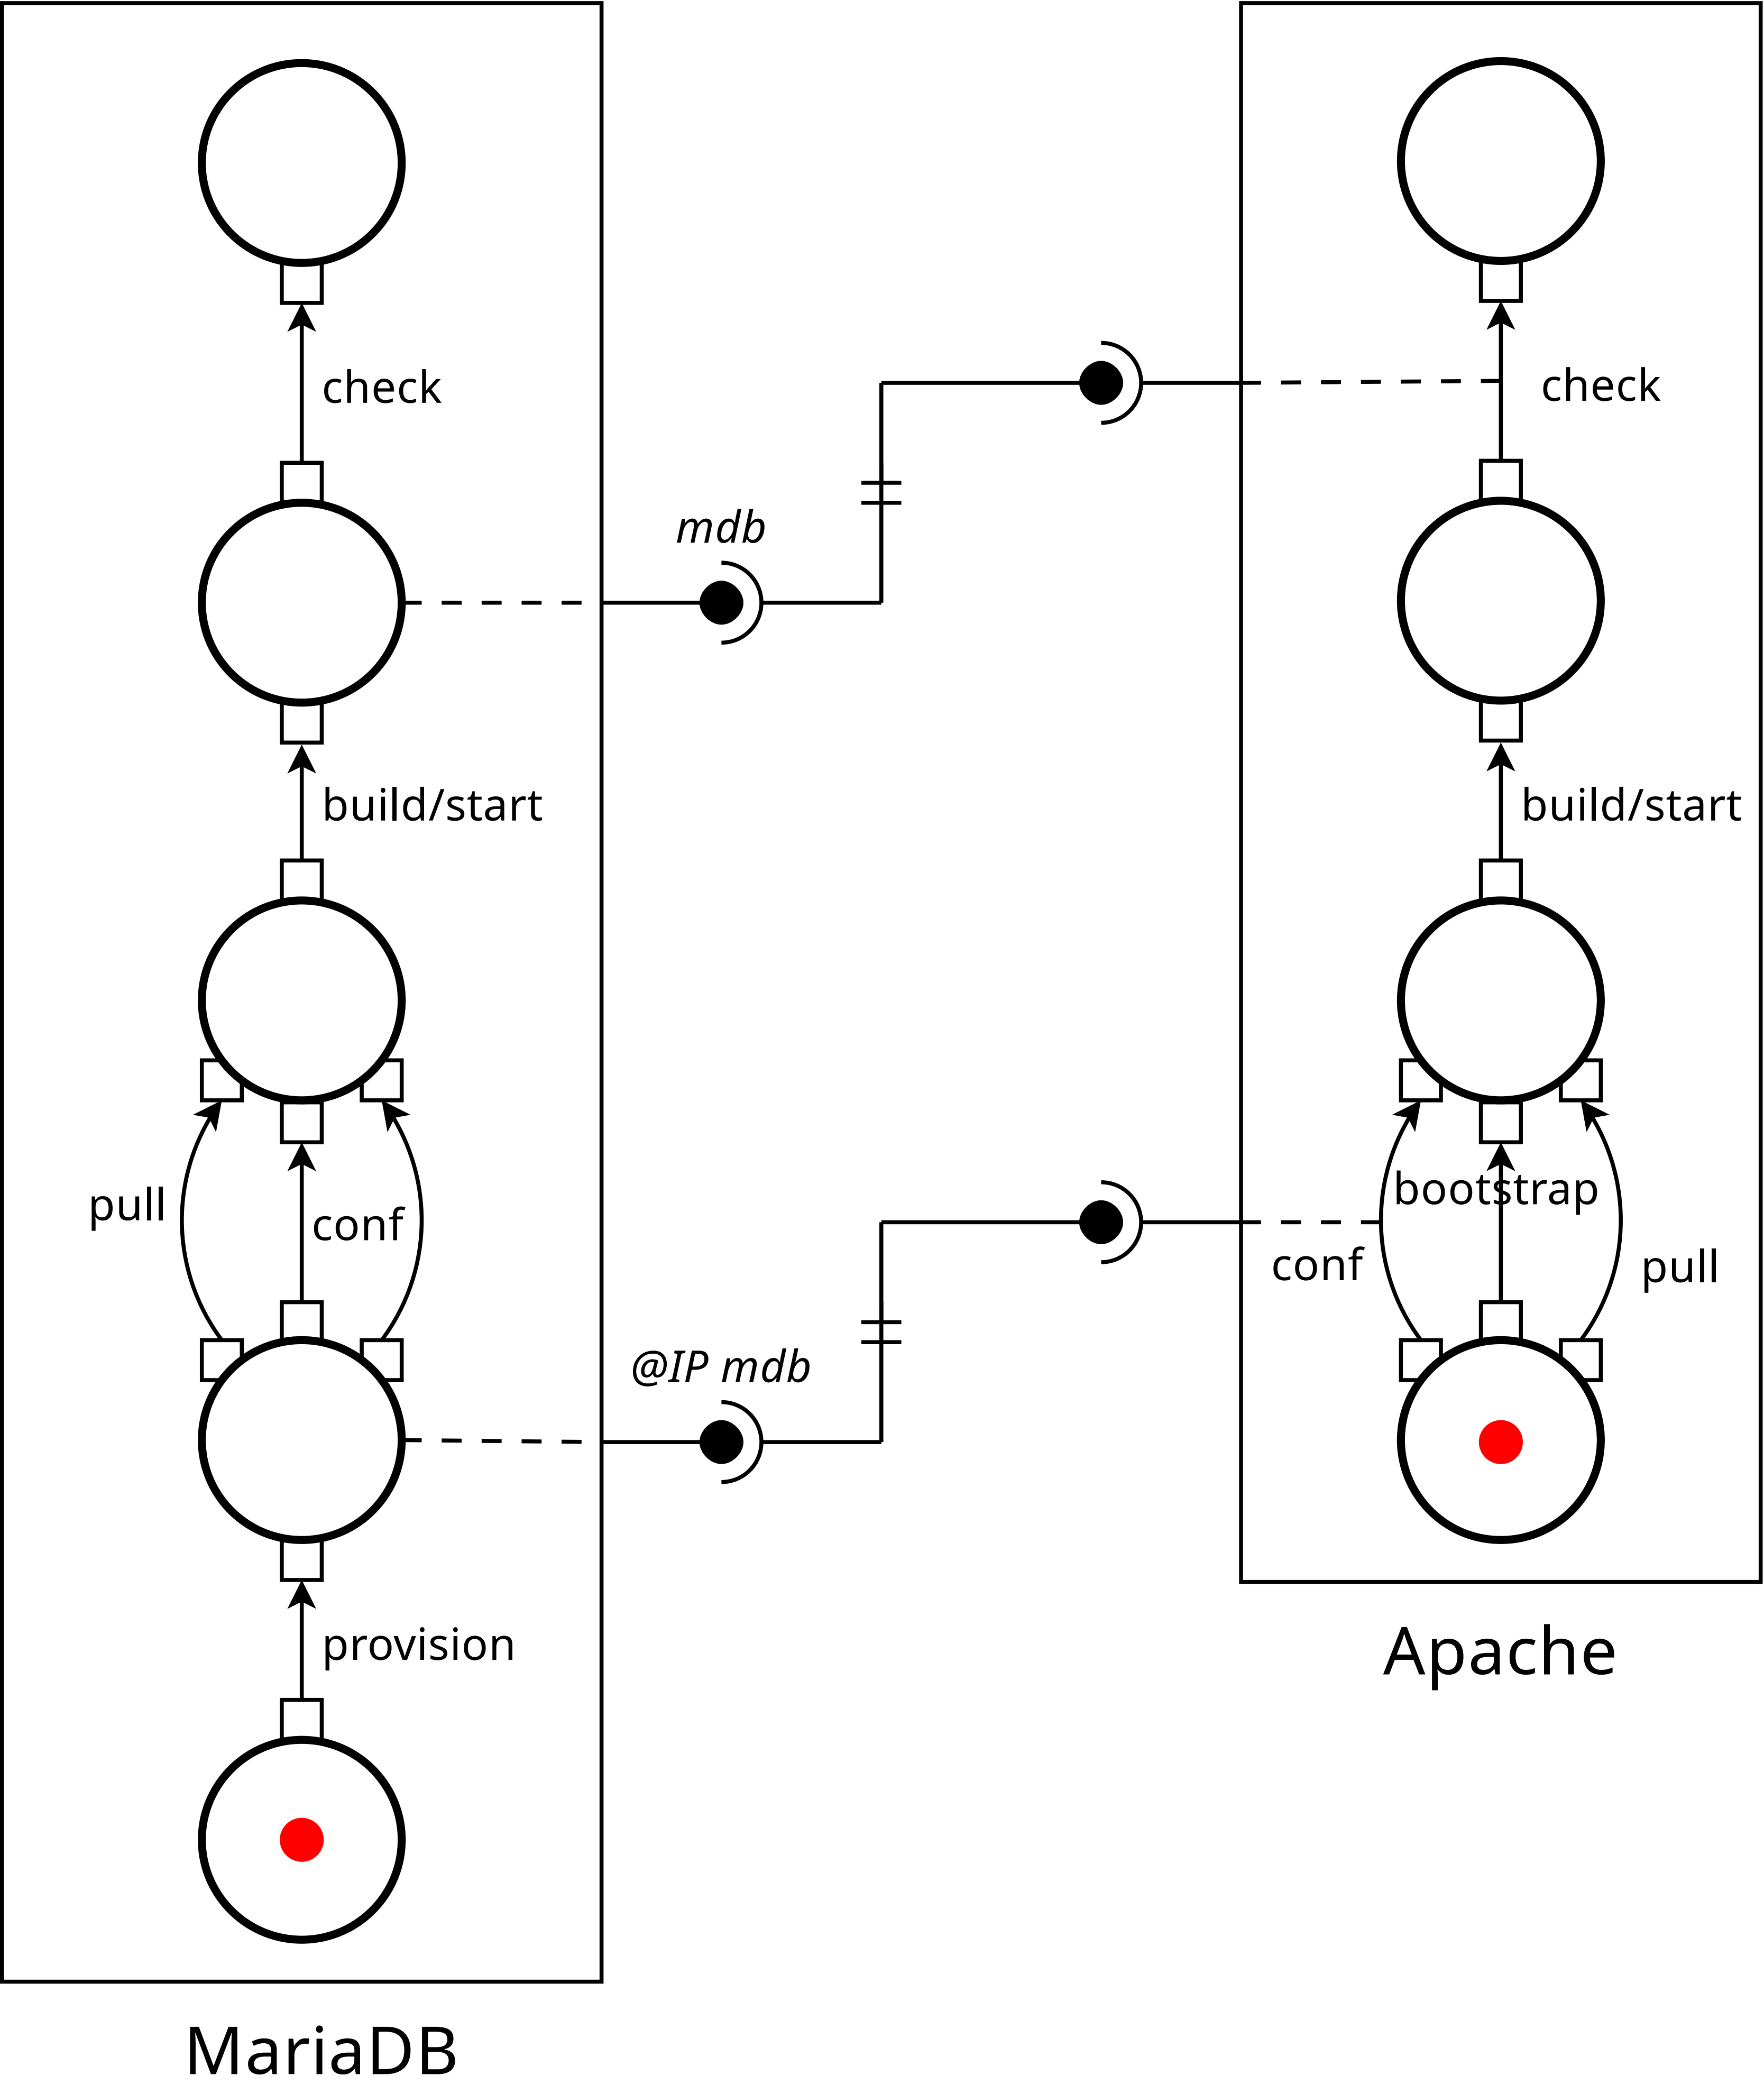 check
check
mdb
build/start
build/start
pull
conf
bootstrap
conf
pull
@IP mdb
provision
Apache
MariaDB